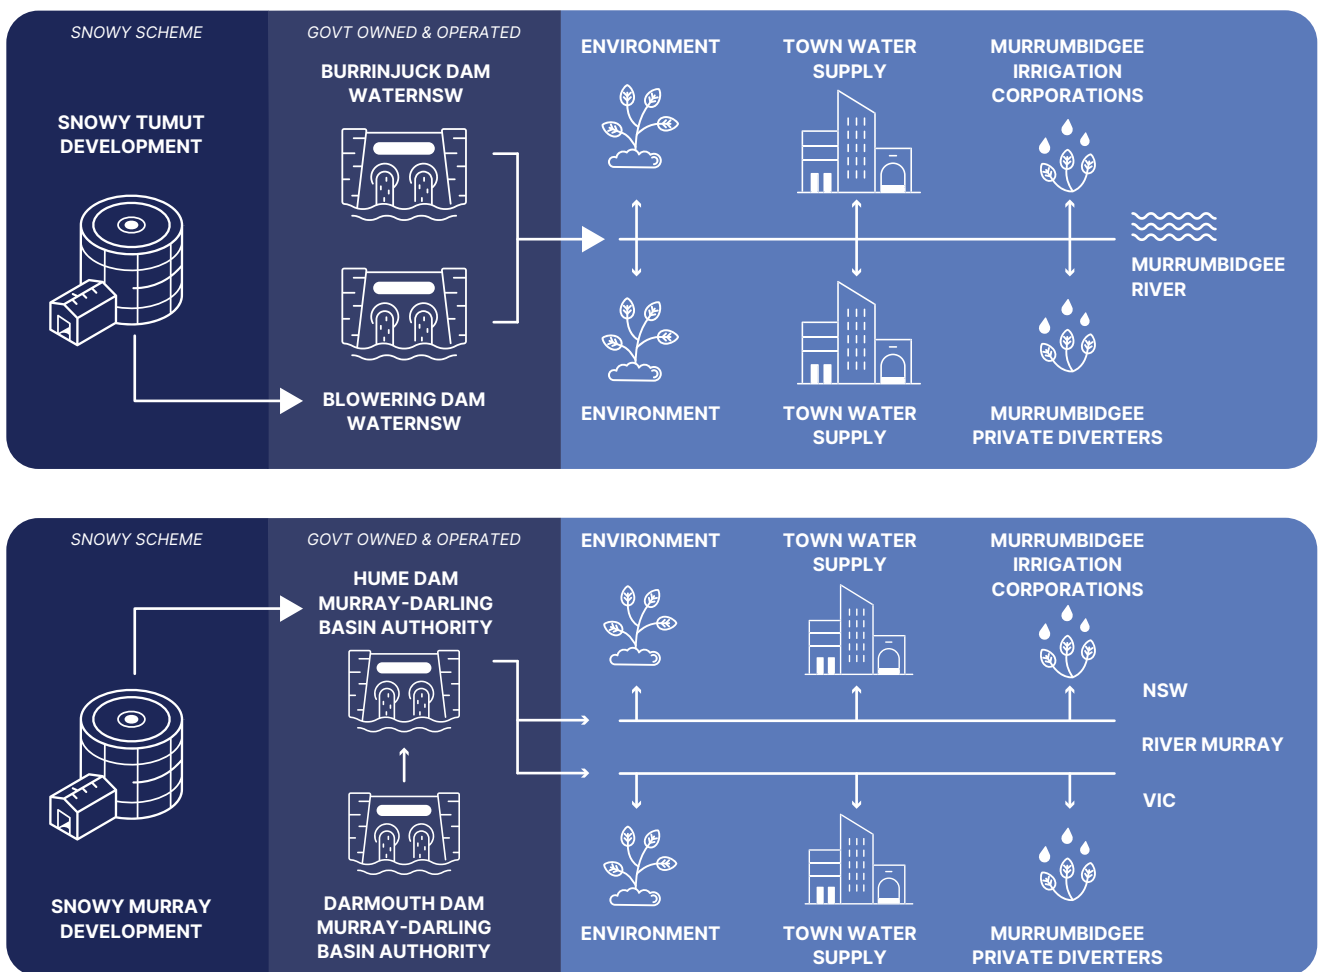 SNOWY SCHEME
GOVT OWNED & OPERATED
SNOWY TUMUT
DEVELOPMENT
BURRINJUCK DAM
WATERNSW
BLOWERING DAM
WATERNSW
ENVIRONMENT
TOWN WATER
SUPPLY
MURRUMBIDGEE
IRRIGATION
CORPORATIONS
MURRUMBIDGEE
RIVER
ENVIRONMENT
TOWN WATER
SUPPLY
MURRUMBIDGEE
PRIVATE DIVERTERS
SNOWY SCHEME
GOVT OWNED & OPERATED
HUME DAM
MURRAY-DARLING
BASIN AUTHORITY
SNOWY MURRAY
DEVELOPMENT
DARMOUTH DAM
MURRAY-DARLING
BASIN AUTHORITY
ENVIRONMENT
TOWN WATER
SUPPLY
MURRUMBIDGEE
IRRIGATION
CORPORATIONS
NSW
RIVER MURRAY
VIC
ENVIRONMENT
TOWN WATER
SUPPLY
MURRUMBIDGEE
PRIVATE DIVERTERS